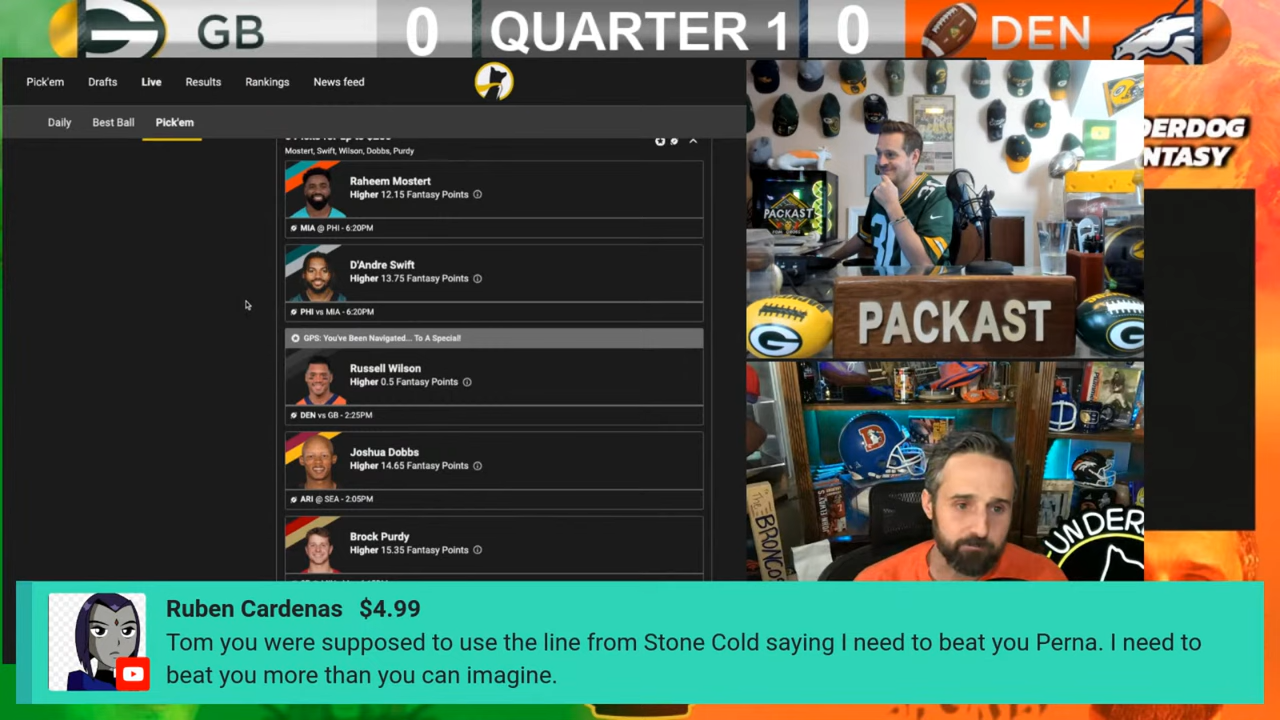 GB 0 QUARTER 1 0 DEN
Pick'em Drafts Live Results Rankings News feed
Daily Best Ball Pick'em
Mostert, Swift, Wilson, Dobbs, Purdy
Raheem Mostert
Higher 12.15 Fantasy Points
MIA @ PHI - 6:20PM
D'Andre Swift
Higher 13.75 Fantasy Points
PHI vs MIA - 6:20PM
GPS: You've Been Navigated... To A Special!
Russell Wilson
Higher 0.5 Fantasy Points
DEN vs GB - 2:25PM
Joshua Dobbs
Higher 14.65 Fantasy Points
ARI @ SEA - 2:05PM
Brock Purdy
Higher 15.35 Fantasy Points
DERDOG
NTASY
PACKAST
PACKAST
THE BRONCOS
UNDER
Ruben Cardenas $4.99
Tom you were supposed to use the line from Stone Cold saying I need to beat you Perna. I need to
beat you more than you can imagine.